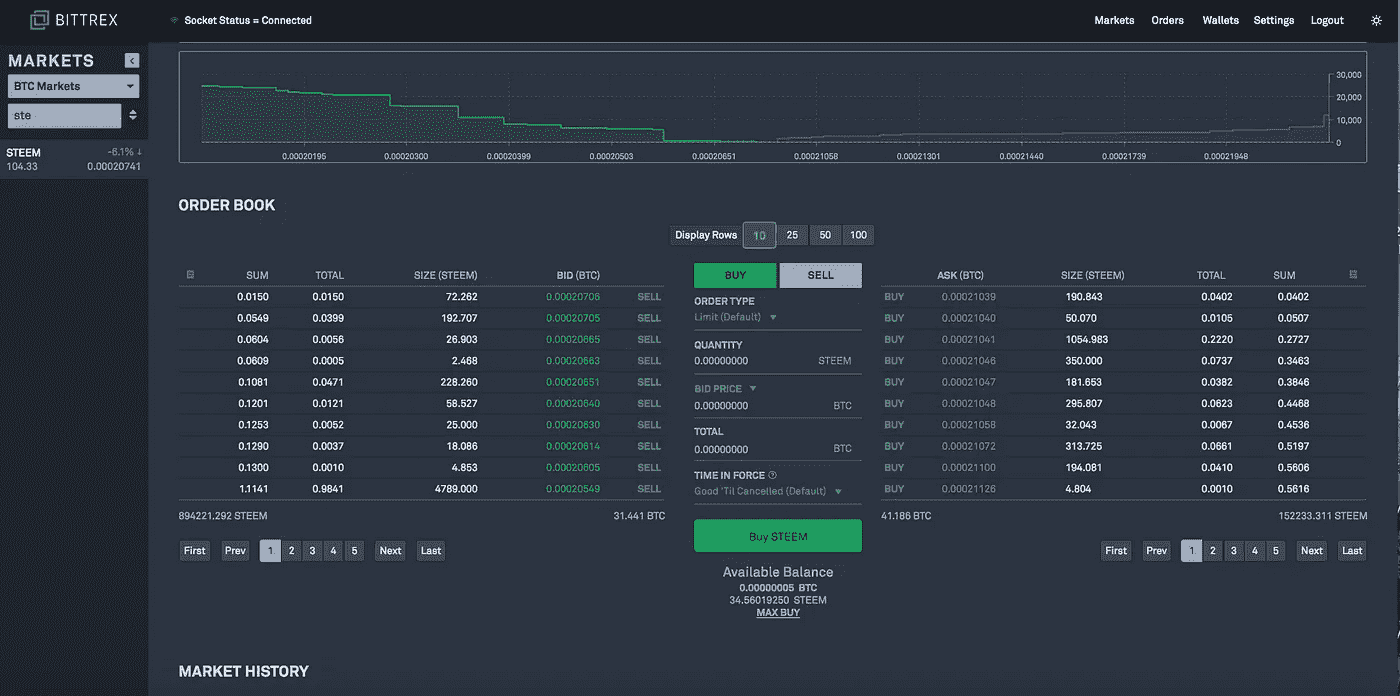 BITTREX
Socket Status = Connected
Markets Orders Wallets Settings Logout
MARKETS
BTC Markets
ste
STEEM -6.1% ↓
104.33 0.00020741
30,000
20,000
10,000
0
0.00020195 0.00020300 0.00020399 0.00020503 0.00020651 0.00021058 0.00021301 0.00021440 0.00021739 0.00021948
ORDER BOOK
Display Rows 10 25 50 100
SUM TOTAL SIZE (STEEM) BID (BTC)
0.0150 0.0150 72.262 0.00020706 SELL
0.0549 0.0399 192.707 0.00020705 SELL
0.0604 0.0056 26.903 0.00020665 SELL
0.0609 0.0005 2.468 0.00020663 SELL
0.1081 0.0471 228.260 0.00020651 SELL
0.1201 0.0121 58.527 0.00020640 SELL
0.1253 0.0052 25.000 0.00020630 SELL
0.1290 0.0037 18.086 0.00020614 SELL
0.1300 0.0010 4.853 0.00020605 SELL
1.1141 0.9841 4789.000 0.00020549 SELL
894221.292 STEEM 31.441 BTC
First Prev 1 2 3 4 5 Next Last
BUY SELL
ORDER TYPE
Limit (Default)
QUANTITY
0.00000000 STEEM
BID PRICE
0.00000000 BTC
TOTAL
0.00000000 BTC
TIME IN FORCE
Good 'Til Cancelled (Default)
Buy STEEM
Available Balance
0.00000005 BTC
34.56019250 STEEM
MAX BUY
ASK (BTC) SIZE (STEEM) TOTAL SUM
BUY 0.00021039 190.843 0.0402 0.0402
BUY 0.00021040 50.070 0.0105 0.0507
BUY 0.00021041 1054.983 0.2220 0.2727
BUY 0.00021046 350.000 0.0737 0.3463
BUY 0.00021047 181.653 0.0382 0.3846
BUY 0.00021048 295.807 0.0623 0.4468
BUY 0.00021058 32.043 0.0067 0.4536
BUY 0.00021072 313.725 0.0661 0.5197
BUY 0.00021100 194.081 0.0410 0.5606
BUY 0.00021126 4.804 0.0010 0.5616
41.186 BTC 152233.311 STEEM
First Prev 1 2 3 4 5 Next Last
MARKET HISTORY